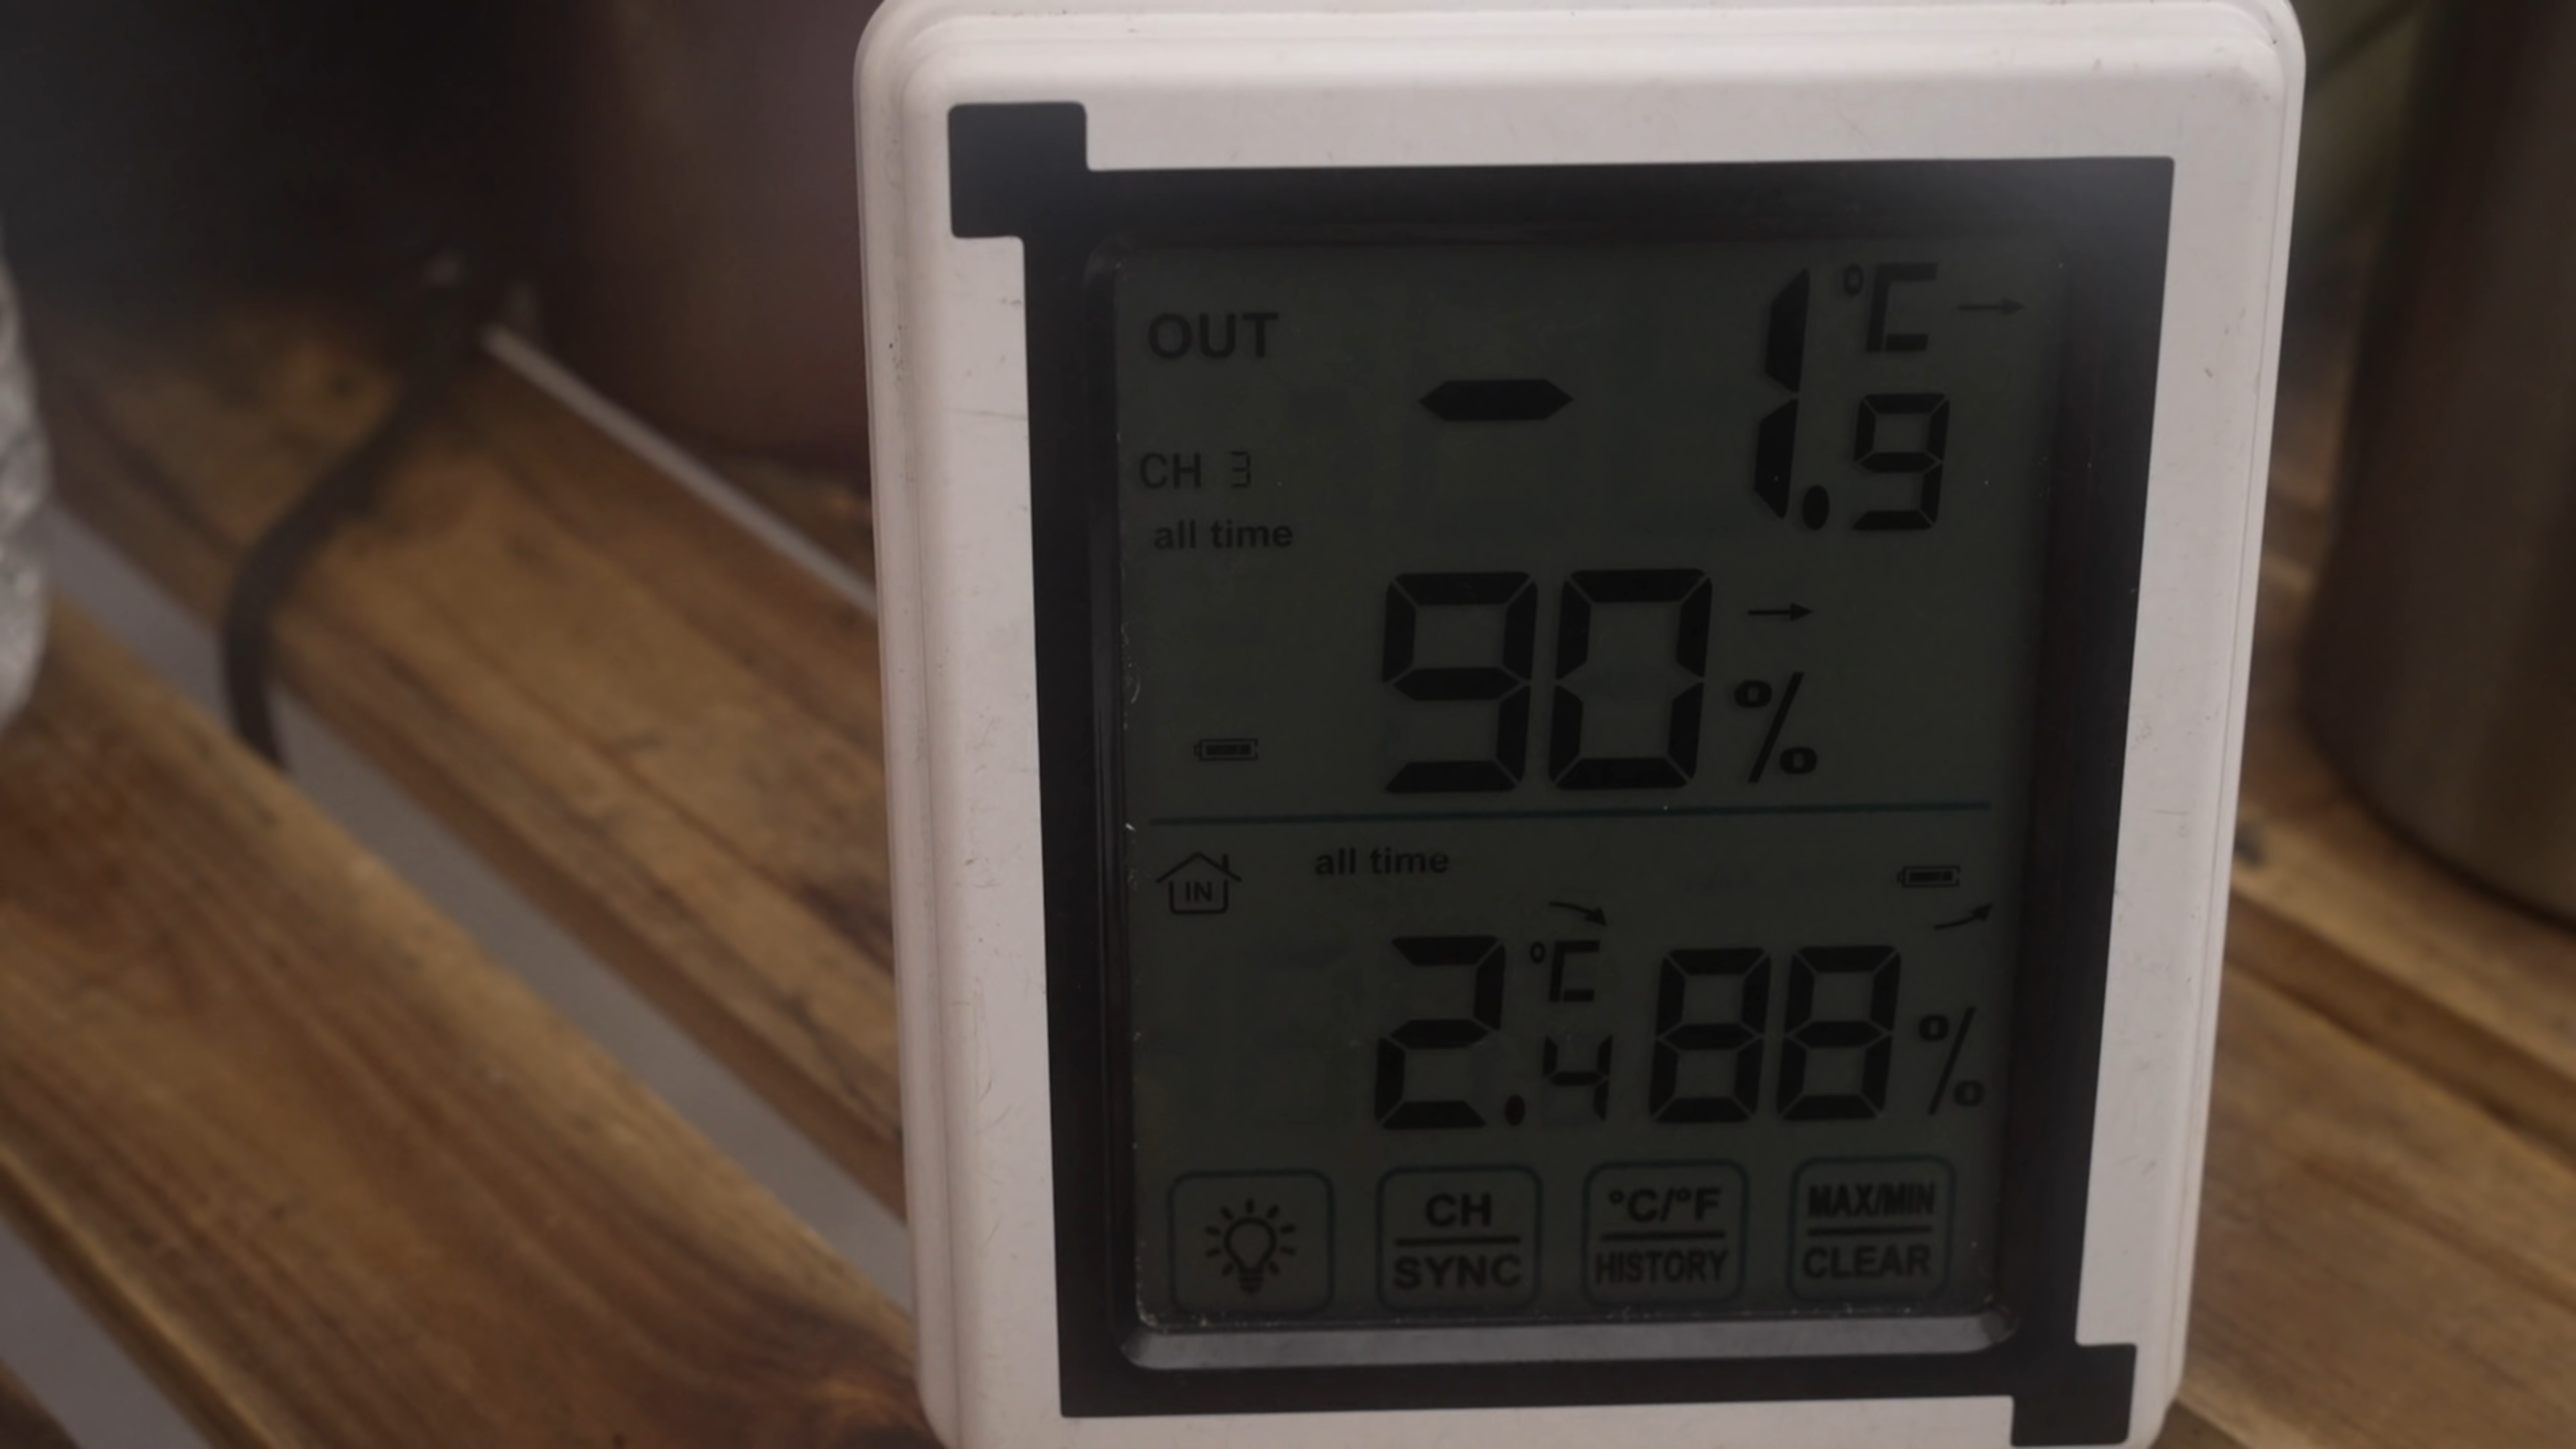 OUT
-1.9 °C →
CH 3
all time
90 % →
all time
IN
2.4 °C 88 %
CH
SYNC
°C/°F
HISTORY
MAX/MIN
CLEAR